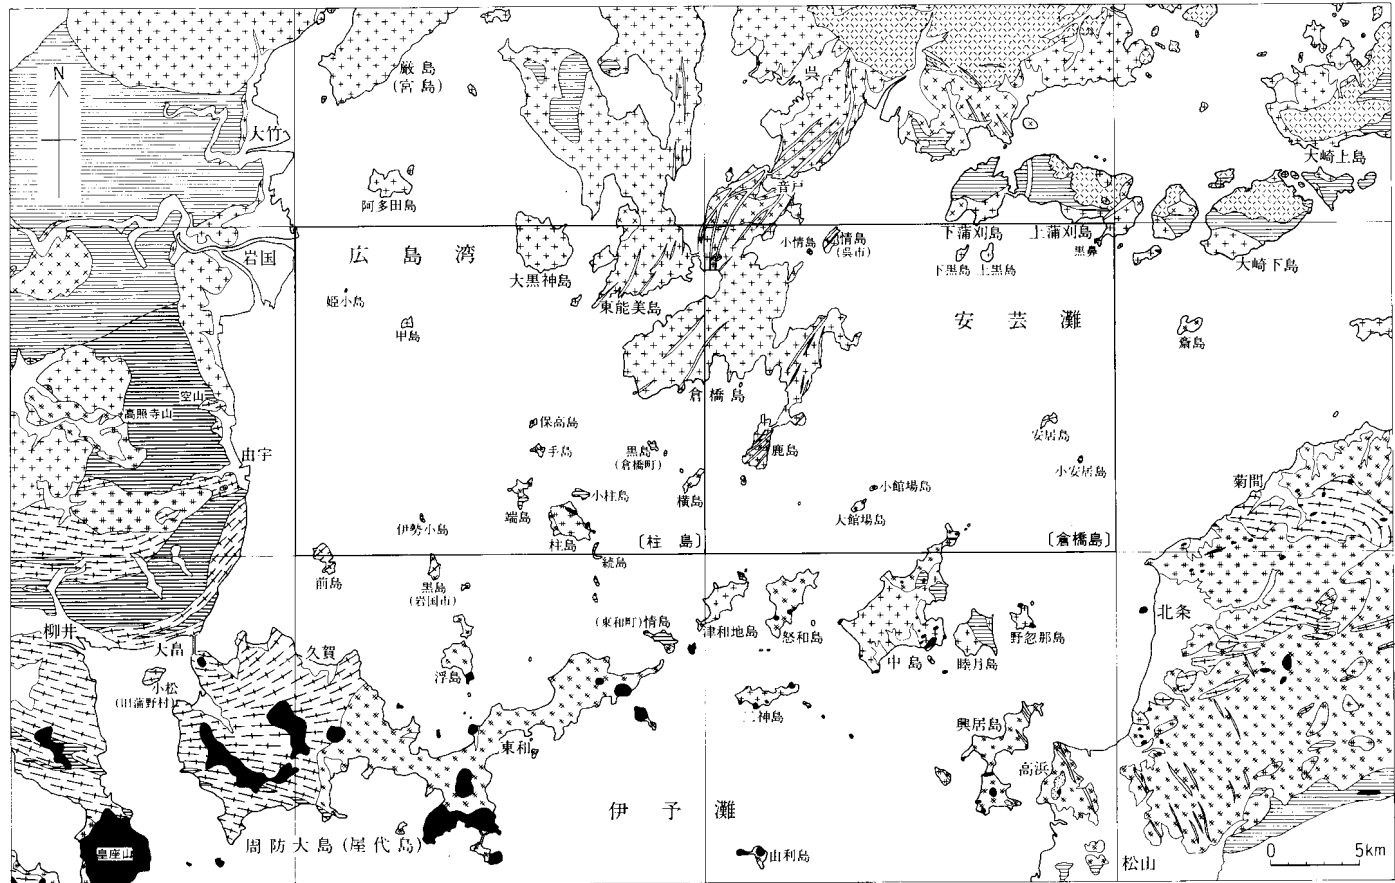 N
厳島
(宮島)
呉
大竹
阿多田島
音戸
大崎上島
岩国
広島湾
大黒神島
東能美島
小情島
情島
(呉市)
下蒲刈島
上蒲刈島
黒鼻
下黒島
上黒島
大崎下島
姫小島
甲島
安芸灘
斎島
倉橋島
空山
高照寺山
由宇
保高島
手島
黒島
(倉橋町)
鹿島
安居島
小安居島
横島
小館場島
大館場島
菊間
端島
小柱島
伊勢小島
柱島
〔柱島〕
〔倉橋島〕
続島
前島
黒島
(岩国市)
(東和町)情島
津和地島
怒和島
中島
睦月島
野忽那島
北条
柳井
大畠
久賀
小松
(旧蒲野村)
浮島
二神島
興居島
東和
高浜
伊予灘
周防大島(屋代島)
皇座山
由利島
松山
0 5km